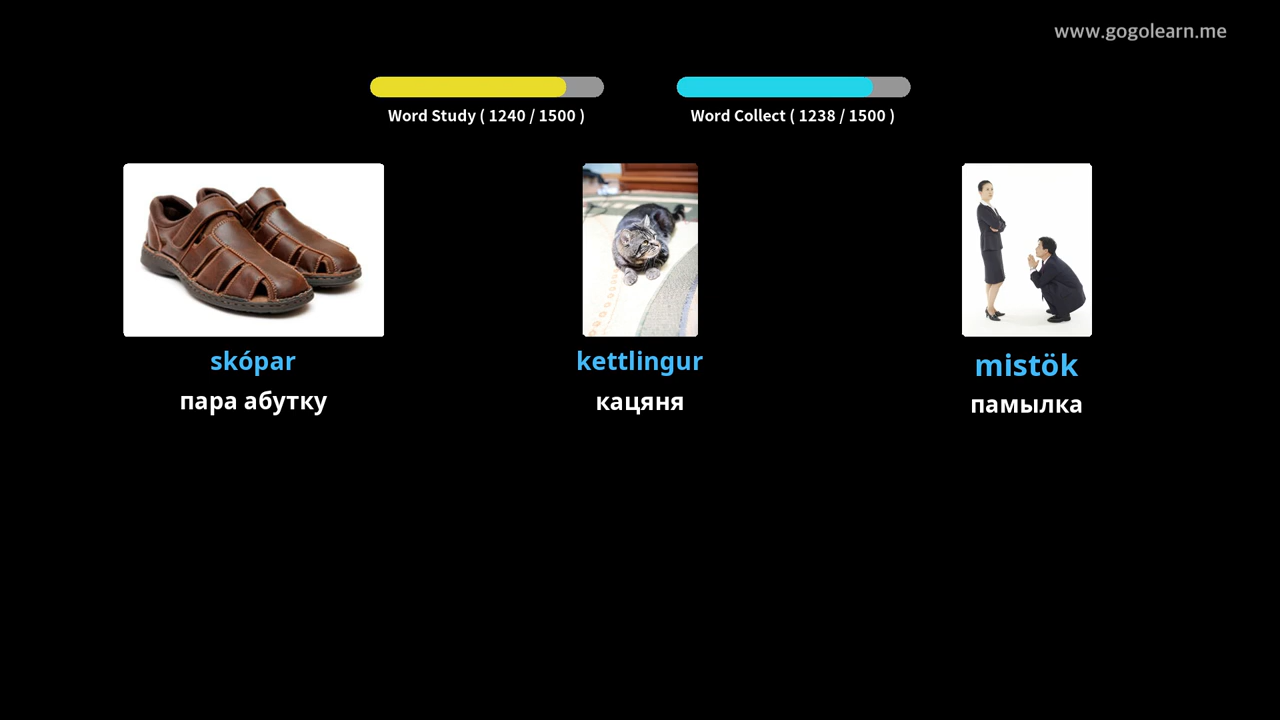 www.gogolearn.me
Word Study ( 1240 / 1500 )
Word Collect ( 1238 / 1500 )
skópar
пара абутку
kettlingur
кацяня
mistök
памылка